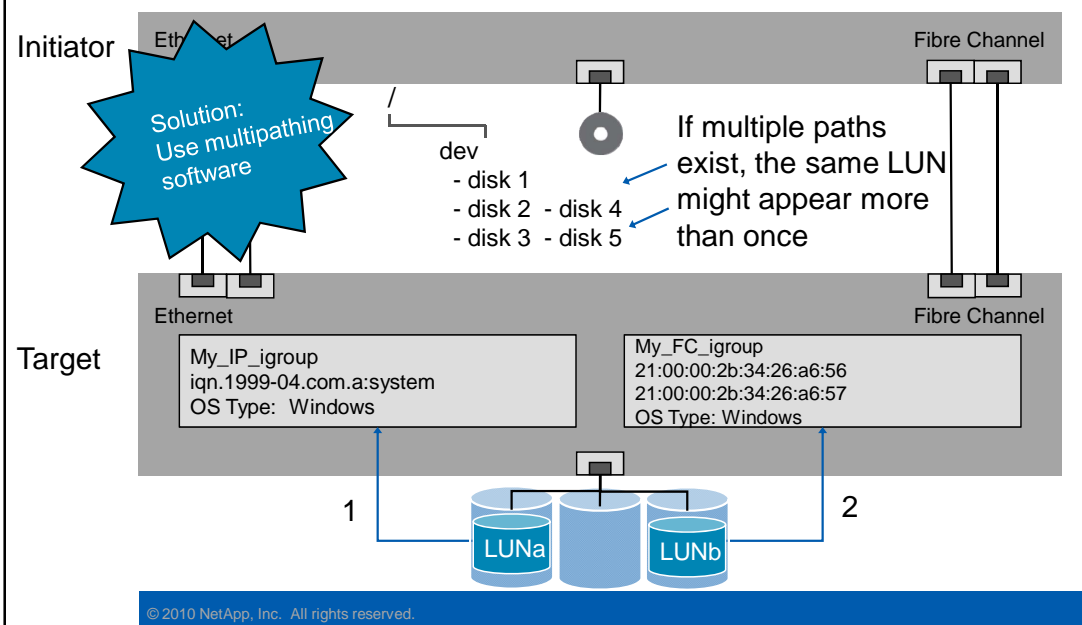 Initiator
Fibre Channel
Solution:
Use multipathing
software
/
dev
- disk 1
- disk 2 - disk 4
- disk 3 - disk 5
If multiple paths
exist, the same LUN
might appear more
than once
Ethernet
Fibre Channel
Target
My_IP_igroup
iqn.1999-04.com.a:system
OS Type: Windows
My_FC_igroup
21:00:00:2b:34:26:a6:56
21:00:00:2b:34:26:a6:57
OS Type: Windows
1
2
LUNa
LUNb
© 2010 NetApp, Inc. All rights reserved.